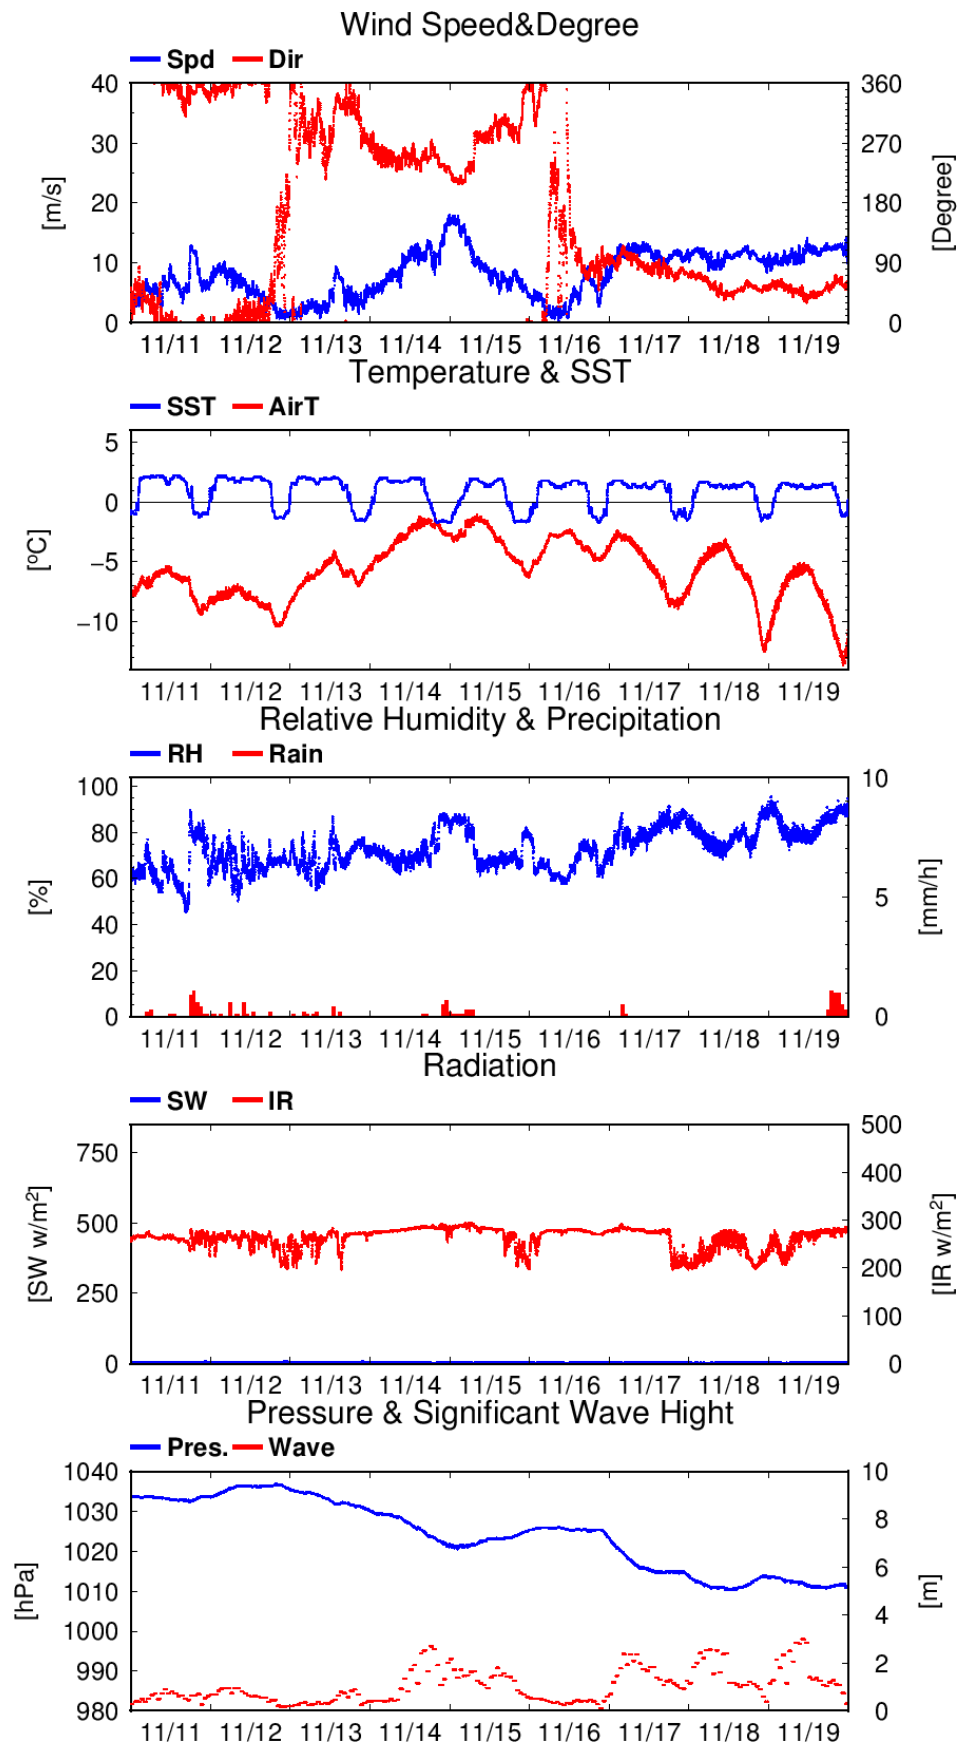 Wind Speed&Degree
Spd Dir
40 360
30 270
20 180
10 90
0 0
[m/s] [Degree]
11/11 11/12 11/13 11/14 11/15 11/16 11/17 11/18 11/19
Temperature & SST
SST AirT
5
0
−5
−10
[ºC]
11/11 11/12 11/13 11/14 11/15 11/16 11/17 11/18 11/19
Relative Humidity & Precipitation
RH Rain
100 10
80
60
40 5
20
0 0
[%] [mm/h]
11/11 11/12 11/13 11/14 11/15 11/16 11/17 11/18 11/19
Radiation
SW IR
750 500
500 400
250 300
0 200
100
0
[SW w/m²] [IR w/m²]
11/11 11/12 11/13 11/14 11/15 11/16 11/17 11/18 11/19
Pressure & Significant Wave Hight
Pres. Wave
1040 10
1030 8
1020 6
1010 4
1000 2
990 0
980
[hPa] [m]
11/11 11/12 11/13 11/14 11/15 11/16 11/17 11/18 11/19